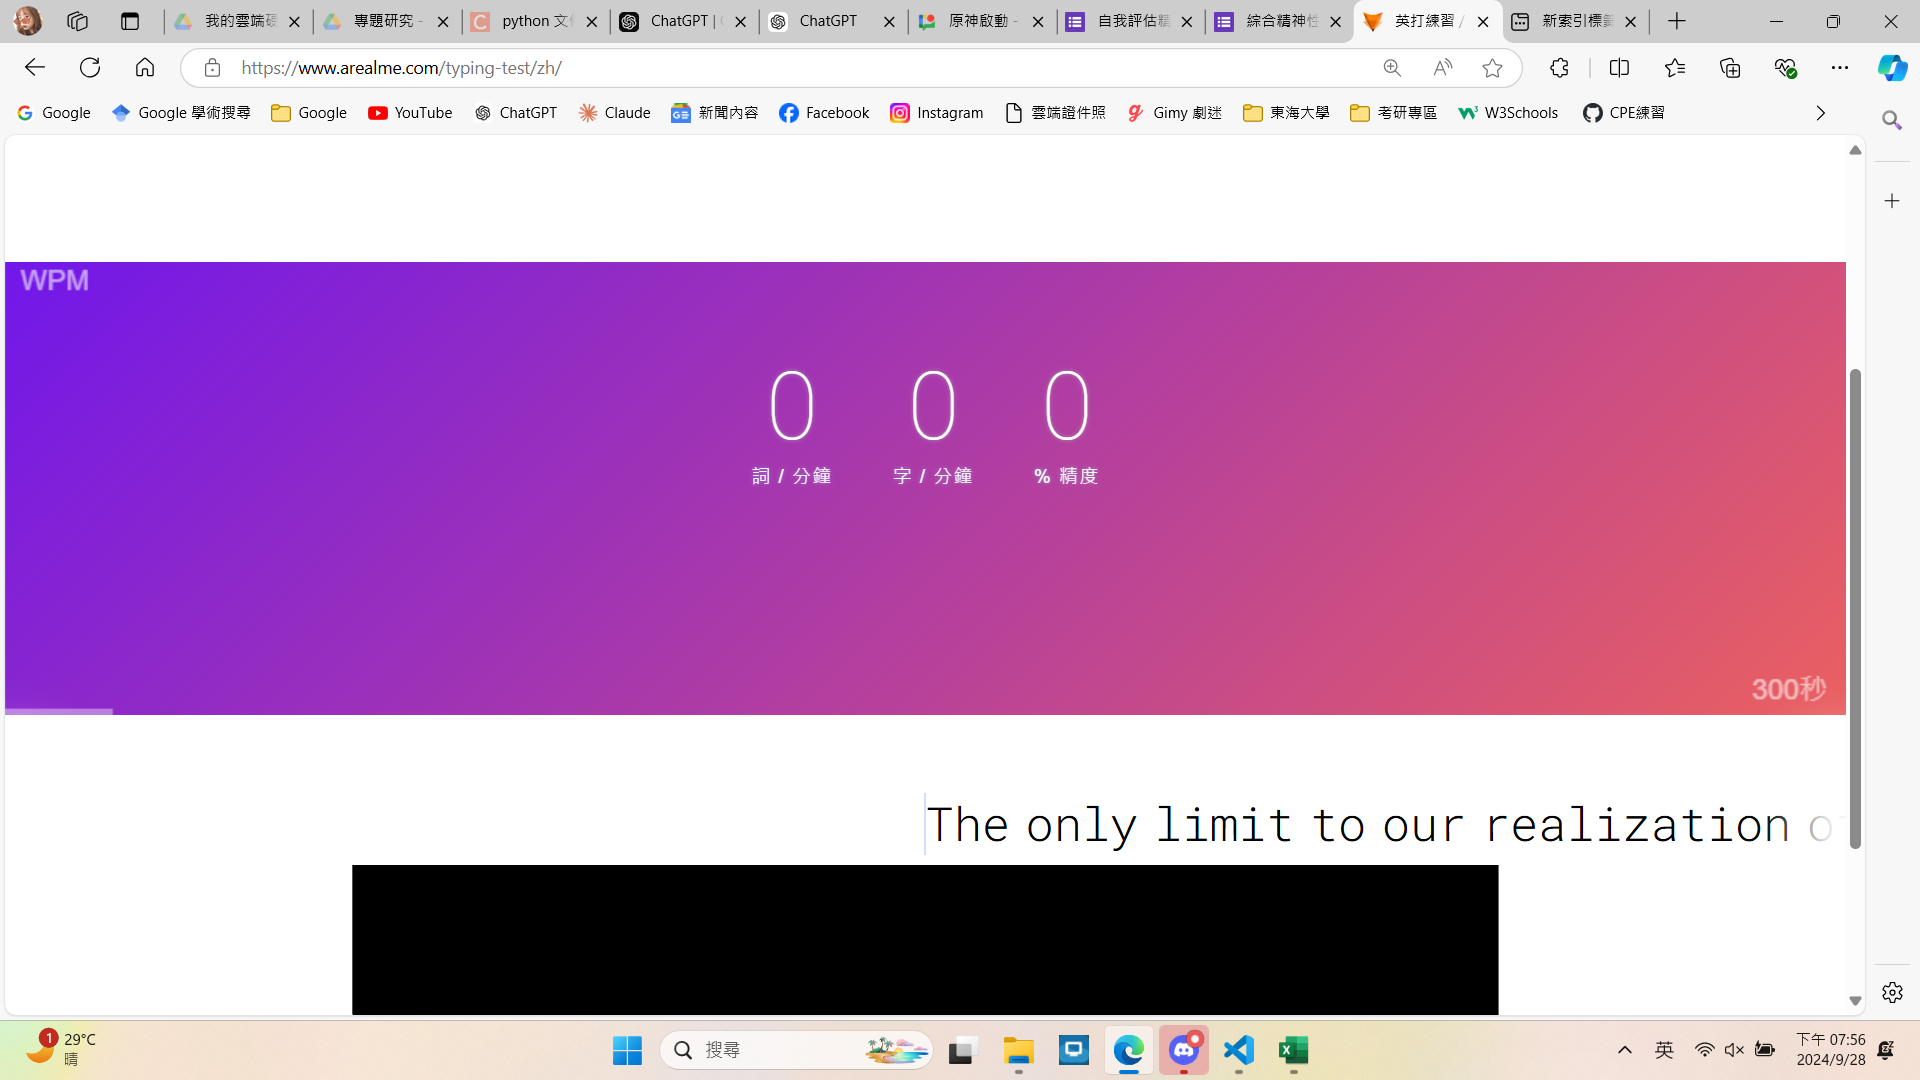 我的雲端硬
專題研究 -
python 文件
ChatGPT | C
ChatGPT
原神啟動 -
自我評估精
綜合精神性
英打練習 /
新索引標籤
https://www.arealme.com/typing-test/zh/
Google
Google 學術搜尋
Google
YouTube
ChatGPT
Claude
新聞內容
Facebook
Instagram
雲端證件照
Gimy 劇迷
東海大學
考研專區
W3Schools
CPE練習
WPM
0 0 0
詞 / 分鐘 字 / 分鐘 % 精度
300秒
The only limit to our realization o
1
29°C
晴
搜尋
英
下午 07:56
2024/9/28